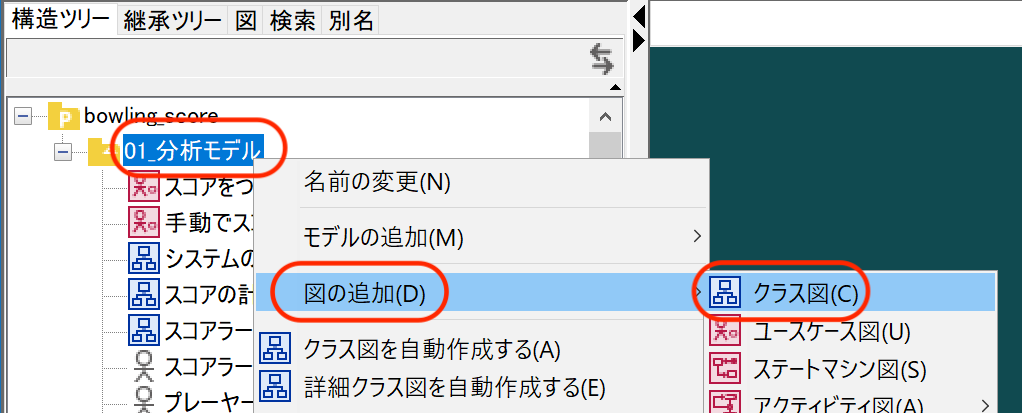 構造ツリー 継承ツリー 図 検索 別名
bowling_score
01_分析モデル
スコアをつ
手動でス
システムの
スコアの計
スコアラー
スコアラー
プレーヤー
名前の変更(N)
モデルの追加(M)
図の追加(D)
クラス図を自動作成する(A)
詳細クラス図を自動作成する(E)
クラス図(C)
ユースケース図(U)
ステートマシン図(S)
アクティビティ図(A)